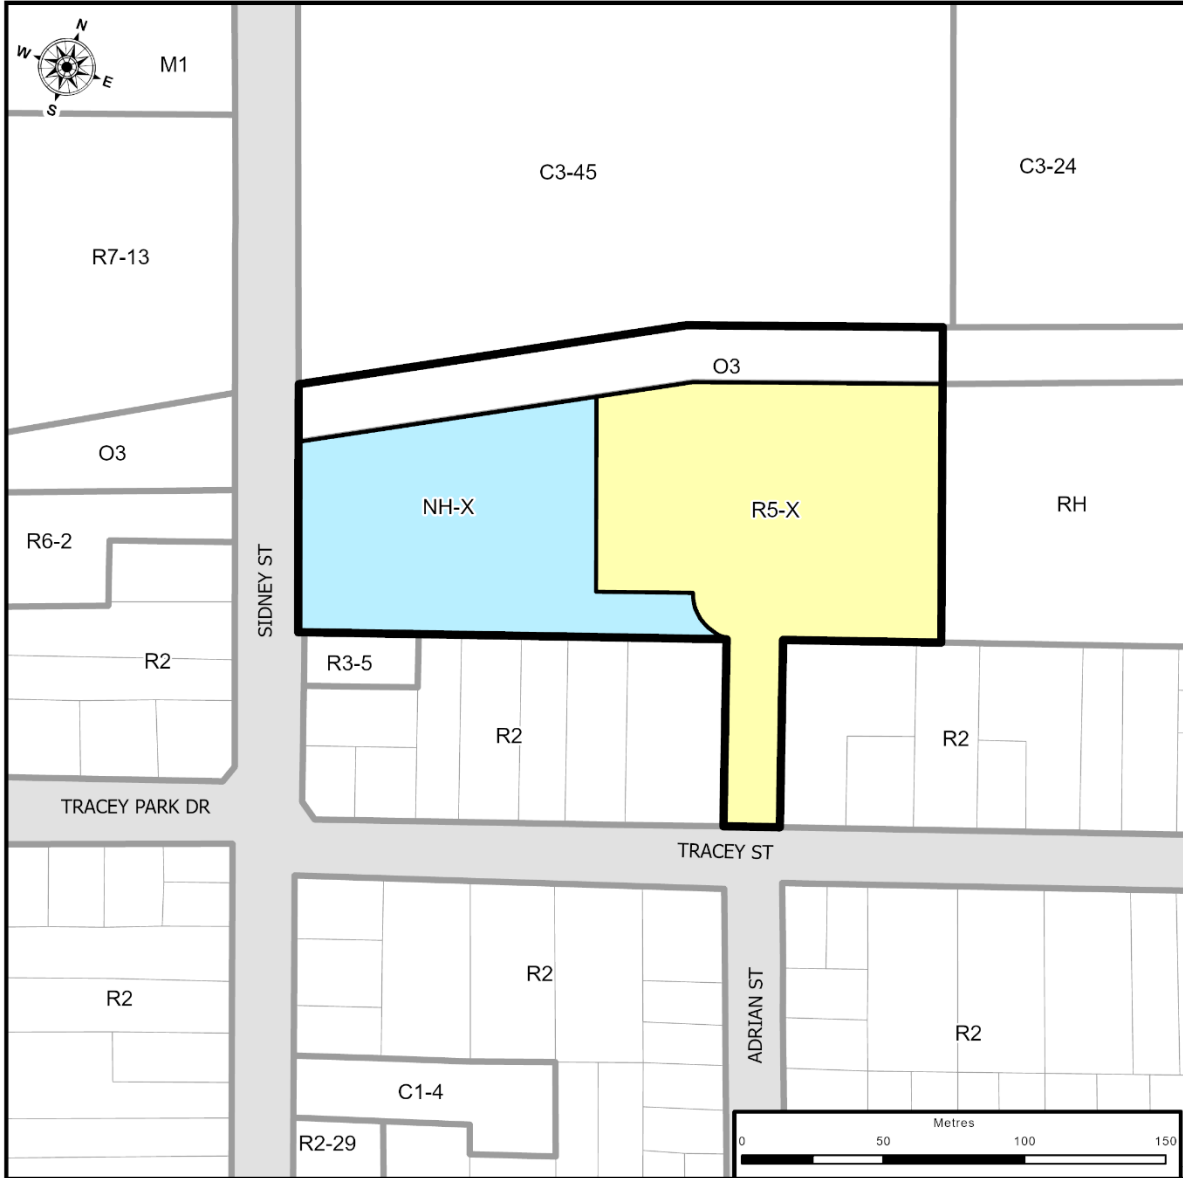 N
W
E
S
M1
C3-45
C3-24
R7-13
O3
O3
NH-X
R5-X
RH
R6-2
SIDNEY ST
R2
R3-5
R2
R2
TRACEY PARK DR
TRACEY ST
R2
R2
ADRIAN ST
R2
C1-4
R2-29
Metres
0 50 100 150